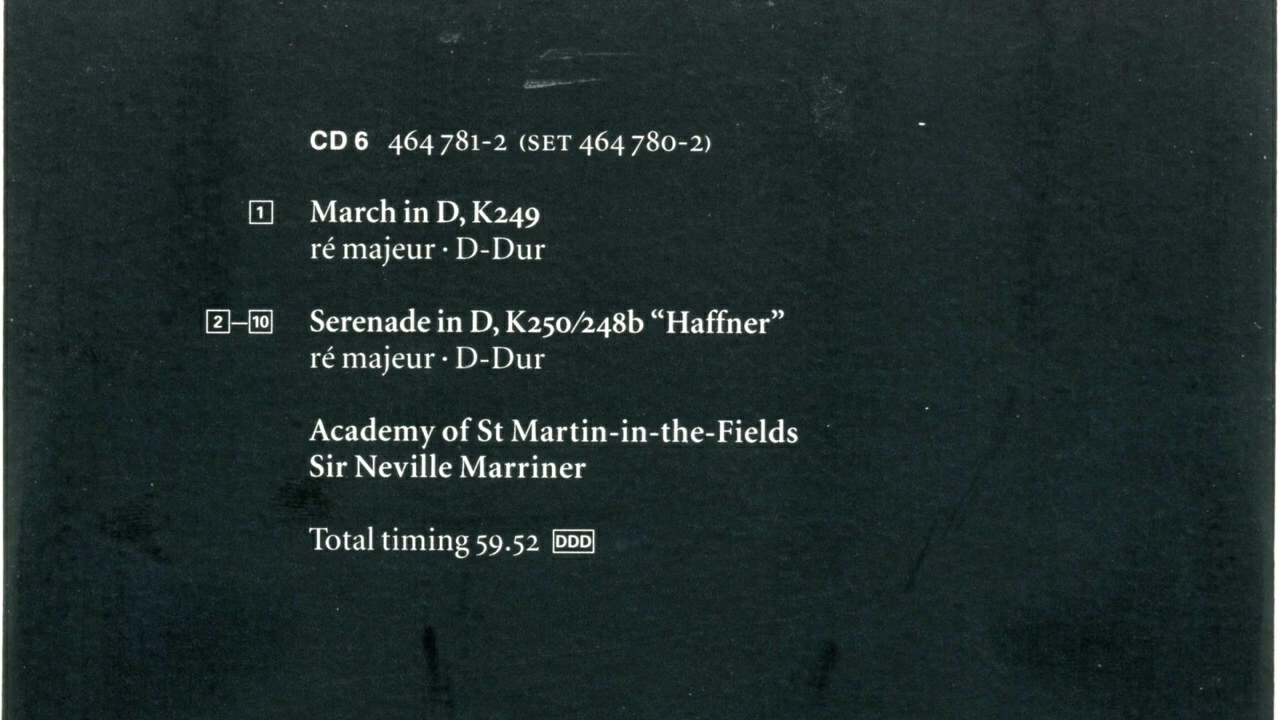 CD 6 464 781-2 (SET 464 780-2)
1 March in D, K249
ré majeur · D-Dur
2–10 Serenade in D, K250/248b “Haffner”
ré majeur · D-Dur
Academy of St Martin-in-the-Fields
Sir Neville Marriner
Total timing 59.52 DDD